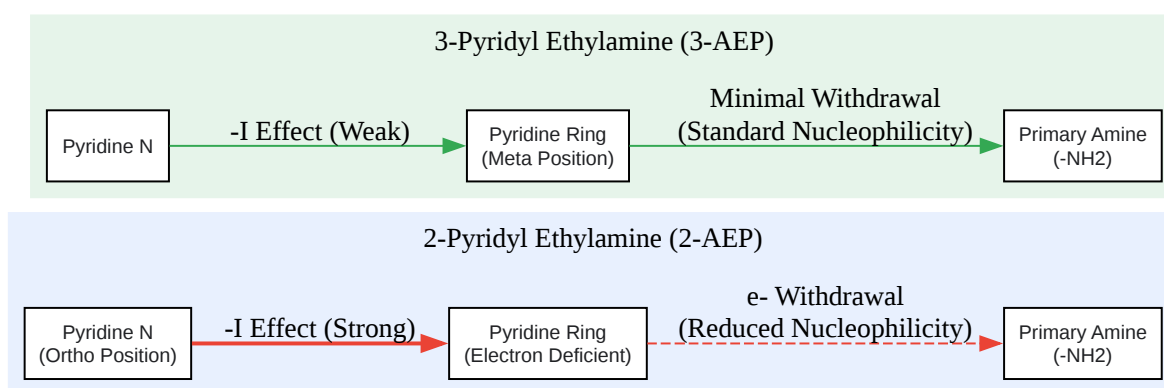 3-Pyridyl Ethylamine (3-AEP)
Pyridine N
-I Effect (Weak)
Pyridine Ring
(Meta Position)
Minimal Withdrawal
(Standard Nucleophilicity)
Primary Amine
(-NH2)
2-Pyridyl Ethylamine (2-AEP)
Pyridine N
(Ortho Position)
-I Effect (Strong)
Pyridine Ring
(Electron Deficient)
e- Withdrawal
(Reduced Nucleophilicity)
Primary Amine
(-NH2)